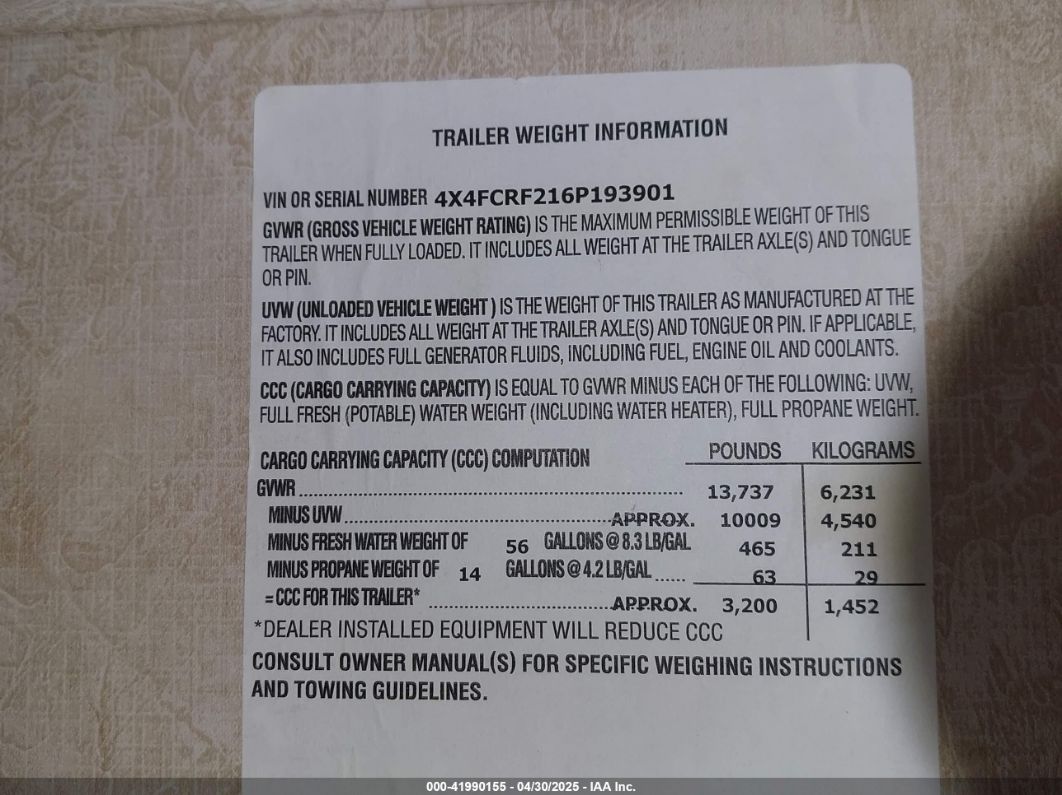 TRAILER WEIGHT INFORMATION
VIN OR SERIAL NUMBER 4X4FCRF216P193901
GVWR (GROSS VEHICLE WEIGHT RATING) IS THE MAXIMUM PERMISSIBLE WEIGHT OF THIS
TRAILER WHEN FULLY LOADED. IT INCLUDES ALL WEIGHT AT THE TRAILER AXLE(S) AND TONGUE
OR PIN.
UVW (UNLOADED VEHICLE WEIGHT ) IS THE WEIGHT OF THIS TRAILER AS MANUFACTURED AT THE
FACTORY. IT INCLUDES ALL WEIGHT AT THE TRAILER AXLE(S) AND TONGUE OR PIN. IF APPLICABLE,
IT ALSO INCLUDES FULL GENERATOR FLUIDS, INCLUDING FUEL, ENGINE OIL AND COOLANTS.
CCC (CARGO CARRYING CAPACITY) IS EQUAL TO GVWR MINUS EACH OF THE FOLLOWING: UVW,
FULL FRESH (POTABLE) WATER WEIGHT (INCLUDING WATER HEATER), FULL PROPANE WEIGHT.
CARGO CARRYING CAPACITY (CCC) COMPUTATION POUNDS KILOGRAMS
GVWR 13,737 6,231
MINUS UVW APPROX. 10009 4,540
MINUS FRESH WATER WEIGHT OF 56 GALLONS @ 8.3 LB/GAL 465 211
MINUS PROPANE WEIGHT OF 14 GALLONS @ 4.2 LB/GAL 63 29
= CCC FOR THIS TRAILER* APPROX. 3,200 1,452
*DEALER INSTALLED EQUIPMENT WILL REDUCE CCC
CONSULT OWNER MANUAL(S) FOR SPECIFIC WEIGHING INSTRUCTIONS
AND TOWING GUIDELINES.
000-41990155 - 04/30/2025 - IAA Inc.